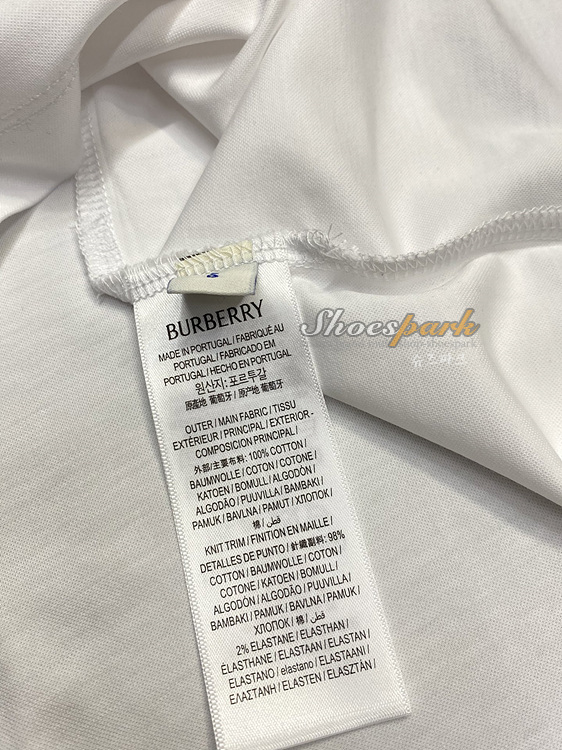 S
BURBERRY
Shoespark
MADE IN PORTUGAL / FABRIQUÉ AU
PORTUGAL / FABRICADO EM
PORTUGAL / HECHO EN PORTUGAL
원산지: 포르투갈
原產地 葡萄牙 / 原产地 葡萄牙
OUTER / MAIN FABRIC / TISSU
EXTÉRIEUR / PRINCIPAL / EXTERIOR -
COMPOSICION PRINCIPAL /
外部/主要布料: 100% COTTON /
BAUMWOLLE / COTON / COTONE /
KATOEN / BOMULL / ALGODÓN /
ALGODÃO / PUUVILLA / BAMBAKI /
PAMUK / BAVLNA / PAMUT / ХЛОПОК /
棉 / قطن
KNIT TRIM / FINITION EN MAILLE /
DETALLES DE PUNTO / 針織副料: 98%
COTTON / BAUMWOLLE / COTON /
COTONE / KATOEN / BOMULL /
ALGODÓN / ALGODÃO / PUUVILLA /
BAMBAKI / PAMUK / BAVLNA / PAMUT /
ХЛОПОК / 棉 / قطن
2% ELASTANE / ELASTHAN /
ÉLASTHANE / ELASTAAN / ELASTAN /
ELASTANO / elastano / ELASTAANI /
ΕΛΑΣΤΑΝΗ / ELASTEN / ELASZTÁN /